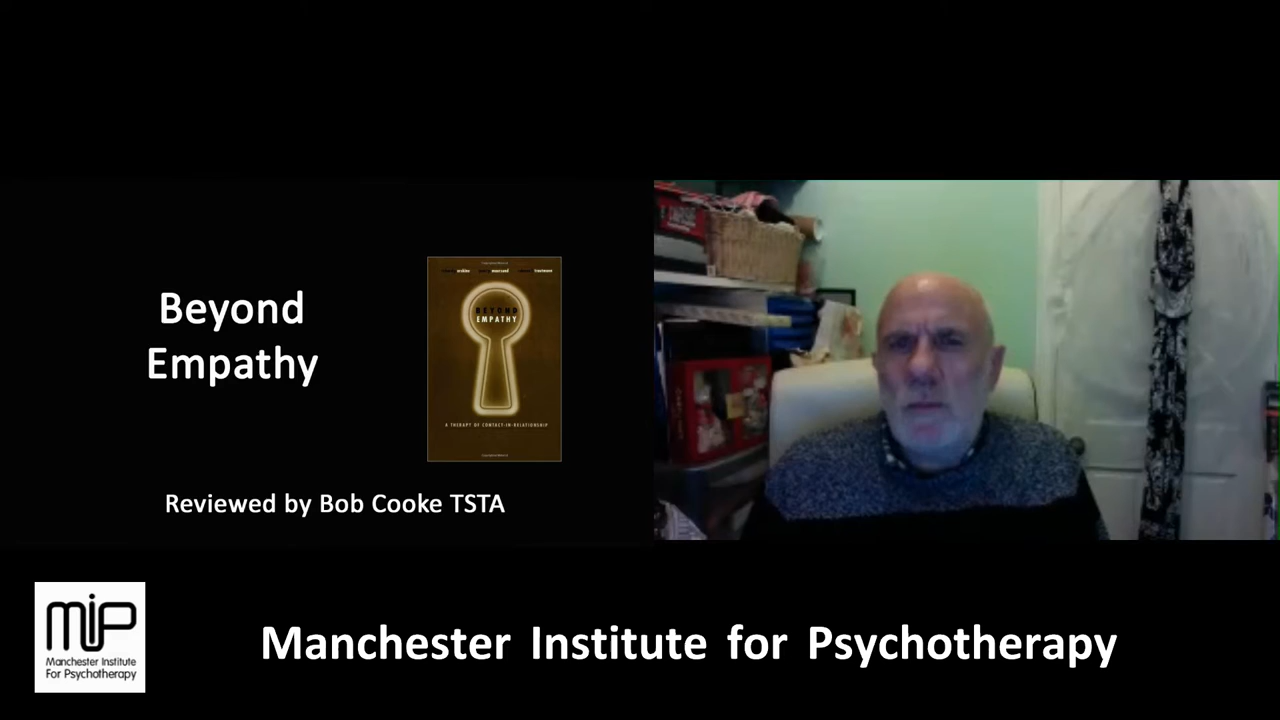 Beyond
Empathy
BEYOND
EMPATHY
A THERAPY OF CONTACT-IN-RELATIONSHIP
Reviewed by Bob Cooke TSTA
MIP
Manchester Institute
For Psychotherapy
Manchester Institute for Psychotherapy